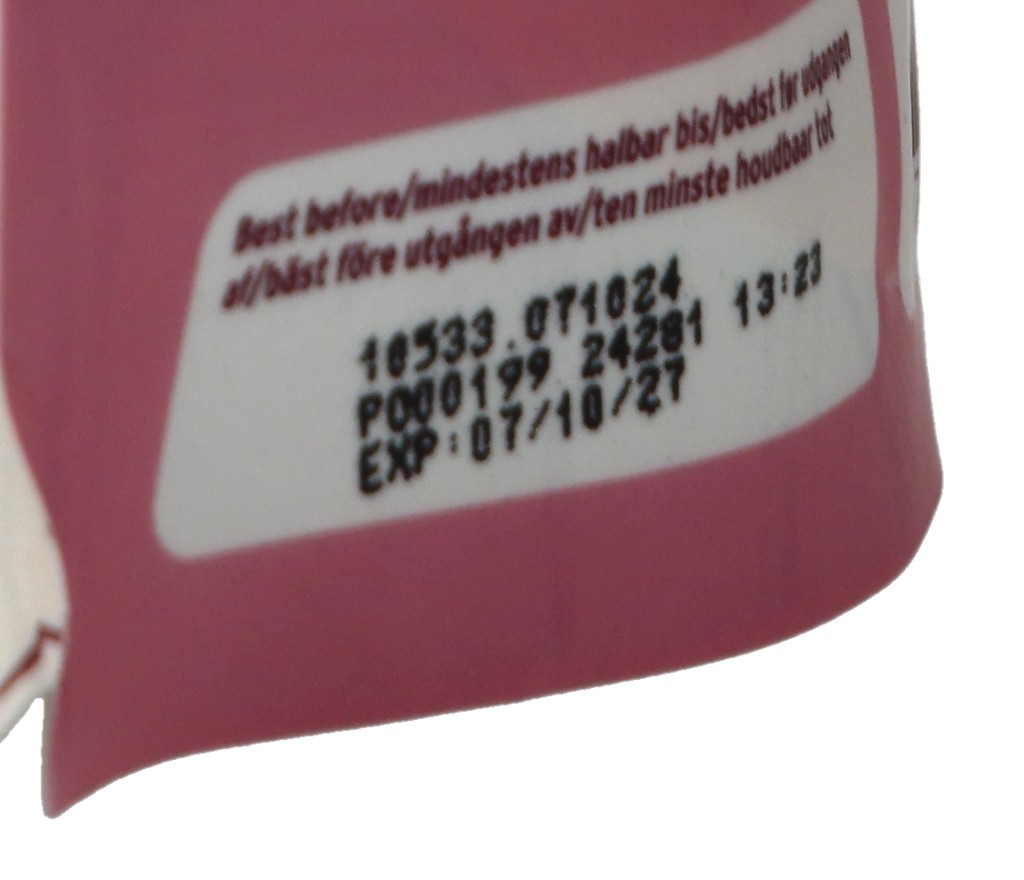 Best before/mindestens halbar bis/bedst før udgangen
af/bäst före utgången av/ten minste houdbaar tot
10533.071024
P000199 24281 13:23
EXP:07/10/27